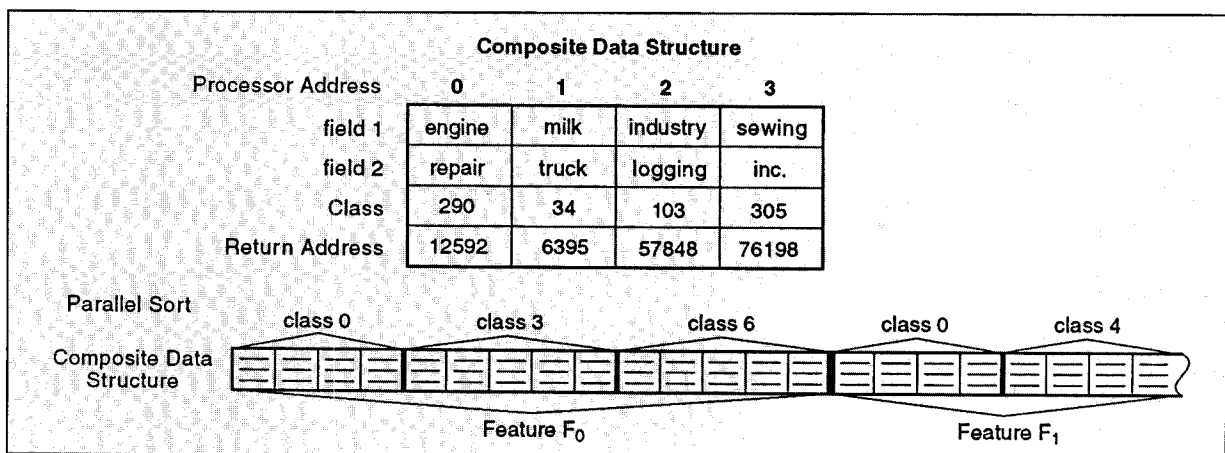 Composite Data Structure
Processor Address 0 1 2 3
field 1 engine milk industry sewing
field 2 repair truck logging inc.
Class 290 34 103 305
Return Address 12592 6395 57848 76198
Parallel Sort
class 0 class 3 class 6 class 0 class 4
Composite Data
Structure
Feature F₀ Feature F₁